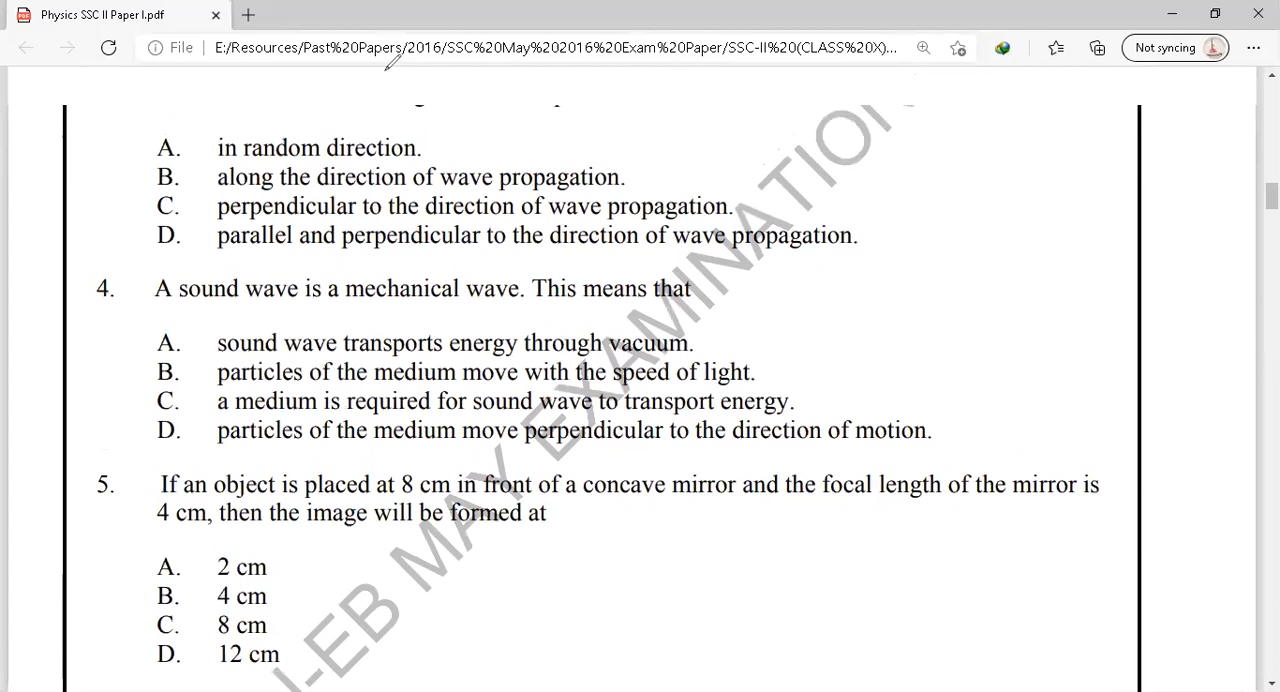 Physics SSC II Paper I.pdf
File
E:/Resources/Past%20Papers/2016/SSC%20May%202016%20Exam%20Paper/SSC-II%20(CLASS%20X)...
Not syncing
A. in random direction.
B. along the direction of wave propagation.
C. perpendicular to the direction of wave propagation.
D. parallel and perpendicular to the direction of wave propagation.
4. A sound wave is a mechanical wave. This means that
A. sound wave transports energy through vacuum.
B. particles of the medium move with the speed of light.
C. a medium is required for sound wave to transport energy.
D. particles of the medium move perpendicular to the direction of motion.
5. If an object is placed at 8 cm in front of a concave mirror and the focal length of the mirror is
4 cm, then the image will be formed at
A. 2 cm
B. 4 cm
C. 8 cm
D. 12 cm
-EB MAY EXAMINATION